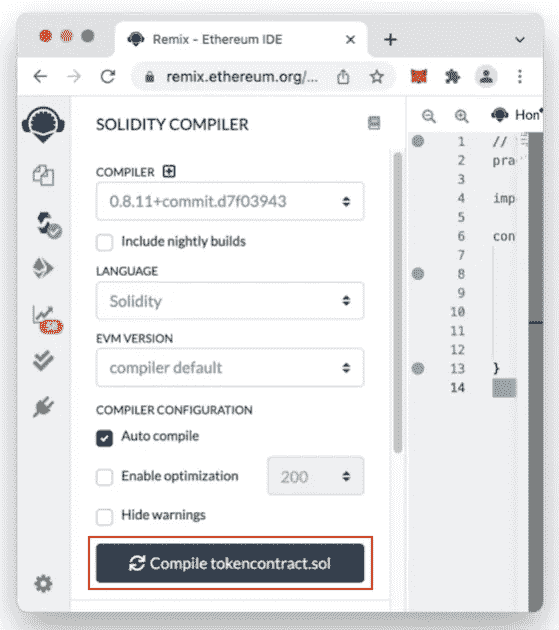 Remix - Ethereum IDE
remix.ethereum.org/...
SOLIDITY COMPILER
COMPILER
0.8.11+commit.d7f03943
Include nightly builds
LANGUAGE
Solidity
EVM VERSION
compiler default
COMPILER CONFIGURATION
Auto compile
Enable optimization
200
Hide warnings
Compile tokencontract.sol
Hom
1 //
2 pra
3
4 imp
5
6 con
7
8
9
10
11
12
13 }
14